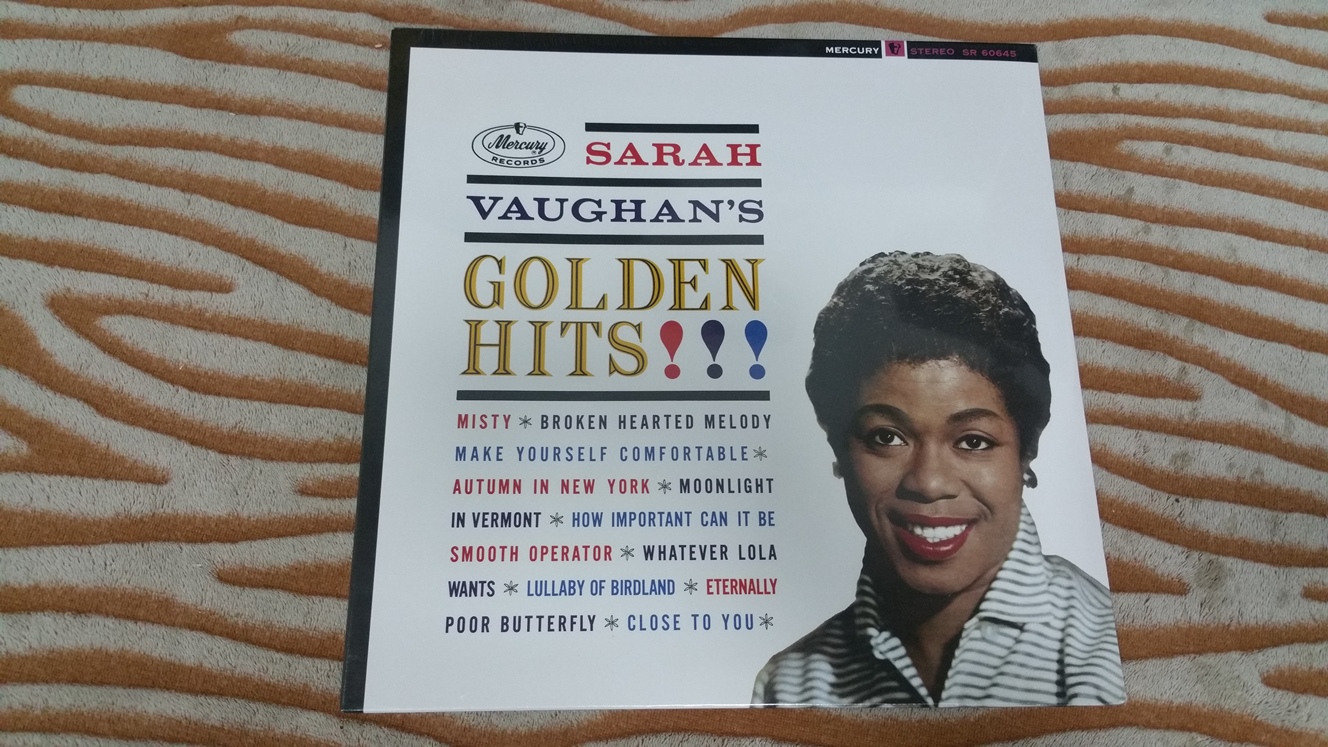 MERCURY STEREO SR 60645
Mercury
RECORDS
SARAH
VAUGHAN'S
GOLDEN
HITS!!!
MISTY * BROKEN HEARTED MELODY
MAKE YOURSELF COMFORTABLE *
AUTUMN IN NEW YORK * MOONLIGHT
IN VERMONT * HOW IMPORTANT CAN IT BE
SMOOTH OPERATOR * WHATEVER LOLA
WANTS * LULLABY OF BIRDLAND * ETERNALLY
POOR BUTTERFLY * CLOSE TO YOU *